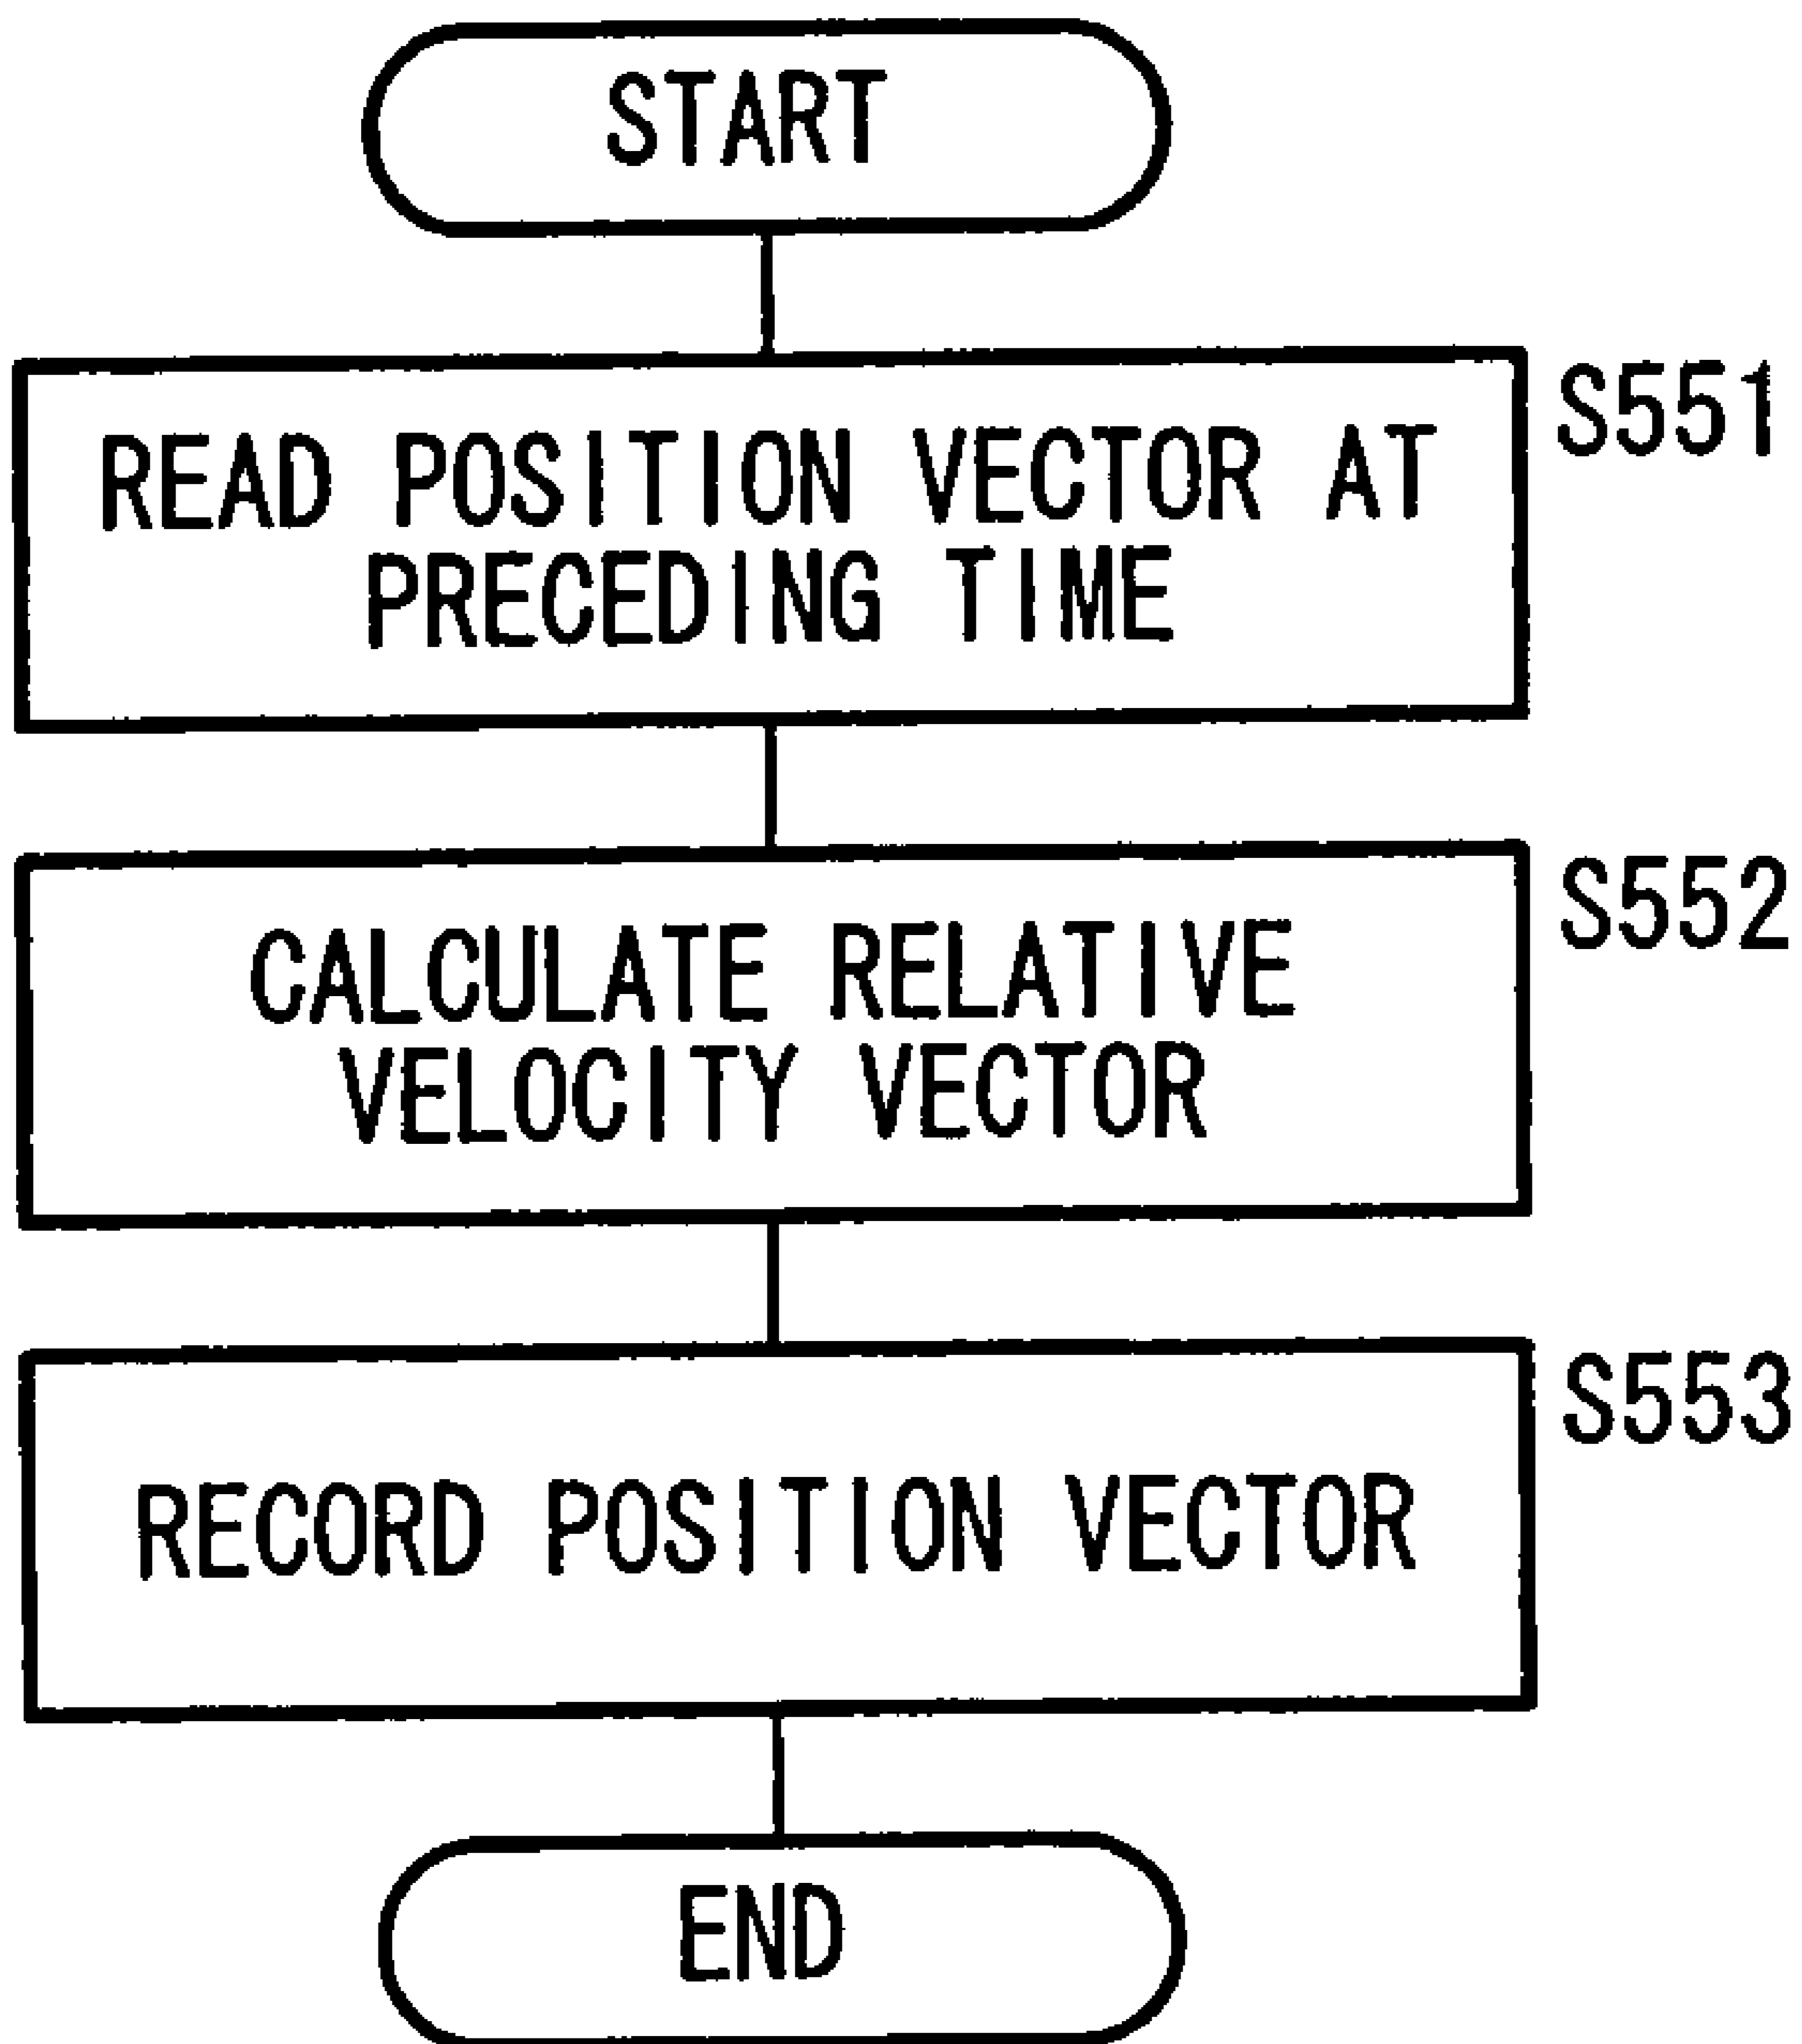 START
S551
READ POSITION VECTOR AT
PRECEDING TIME
S552
CALCULATE RELATIVE
VELOCITY VECTOR
S553
RECORD POSITION VECTOR
END